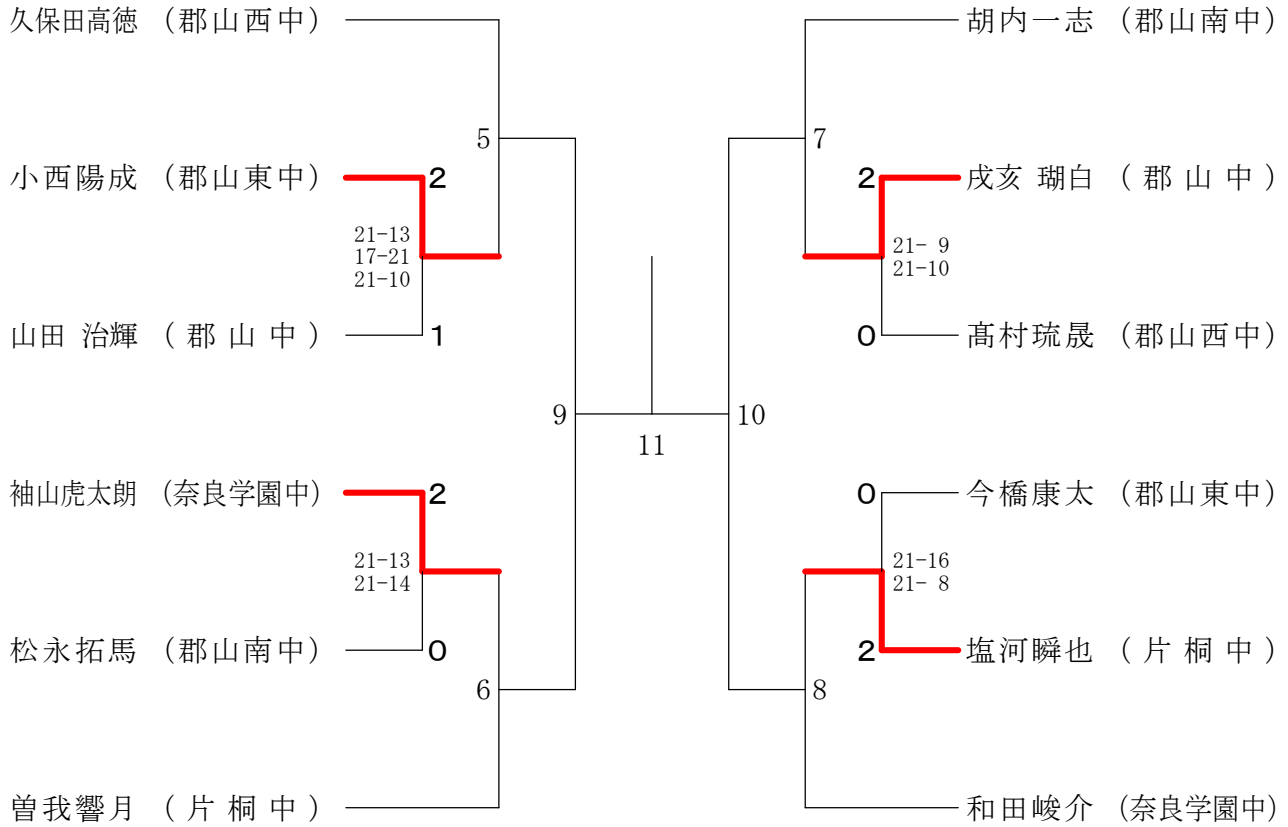 久保田高徳 （郡山西中）
5
小西陽成 （郡山東中）
2
21-13
17-21
21-10
山田 治輝 （ 郡 山 中 ）
1
9
袖山虎太朗 （奈良学園中）
2
21-13
21-14
松永拓馬 （郡山南中）
0
6
曽我響月 （ 片 桐 中 ）
11
胡内一志 （郡山南中）
7
2
戌亥 瑚白 （ 郡 山 中 ）
21- 9
21-10
0
髙村琉晟 （郡山西中）
10
0
今橋康太 （郡山東中）
21-16
21- 8
2
塩河瞬也 （ 片 桐 中 ）
8
和田峻介 （奈良学園中）